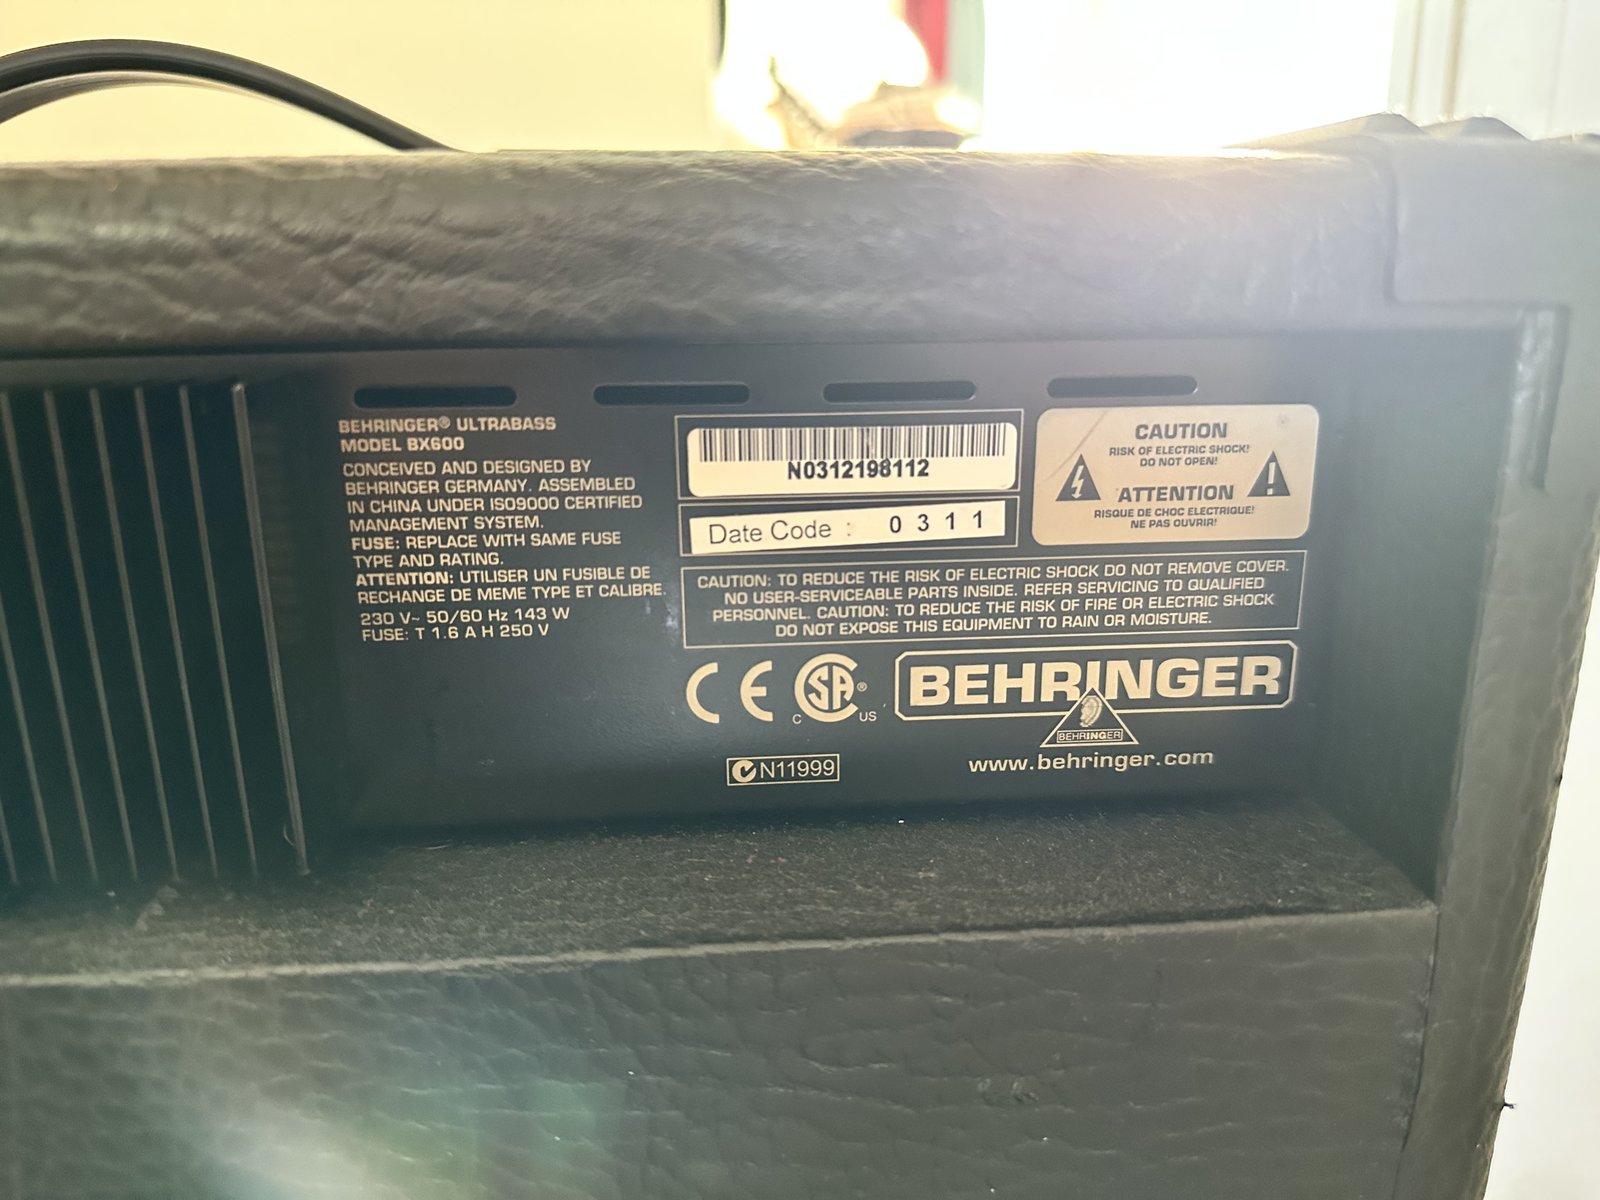 BEHRINGER® ULTRABASS
MODEL BX600
CONCEIVED AND DESIGNED BY
BEHRINGER GERMANY. ASSEMBLED
IN CHINA UNDER ISO9000 CERTIFIED
MANAGEMENT SYSTEM.
FUSE: REPLACE WITH SAME FUSE
TYPE AND RATING.
ATTENTION: UTILISER UN FUSIBLE DE
RECHANGE DE MEME TYPE ET CALIBRE.
230 V~ 50/60 Hz 143 W
FUSE: T 1.6 A H 250 V
N0312198112
Date Code : 0 3 1 1
CAUTION
RISK OF ELECTRIC SHOCK!
DO NOT OPEN!
ATTENTION
RISQUE DE CHOC ELECTRIQUE!
NE PAS OUVRIR!
CAUTION: TO REDUCE THE RISK OF ELECTRIC SHOCK DO NOT REMOVE COVER.
NO USER-SERVICEABLE PARTS INSIDE. REFER SERVICING TO QUALIFIED
PERSONNEL. CAUTION: TO REDUCE THE RISK OF FIRE OR ELECTRIC SHOCK
DO NOT EXPOSE THIS EQUIPMENT TO RAIN OR MOISTURE.
CE
C SA® US
BEHRINGER
BEHRINGER
www.behringer.com
N11999